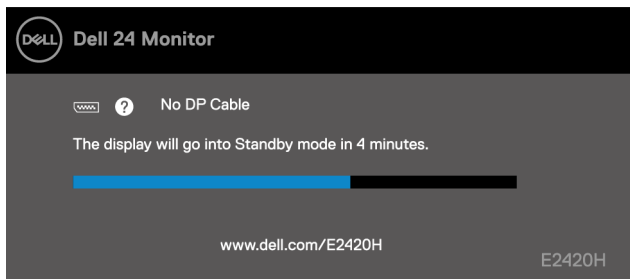 DELL Dell 24 Monitor
? No DP Cable
The display will go into Standby mode in 4 minutes.
www.dell.com/E2420H
E2420H